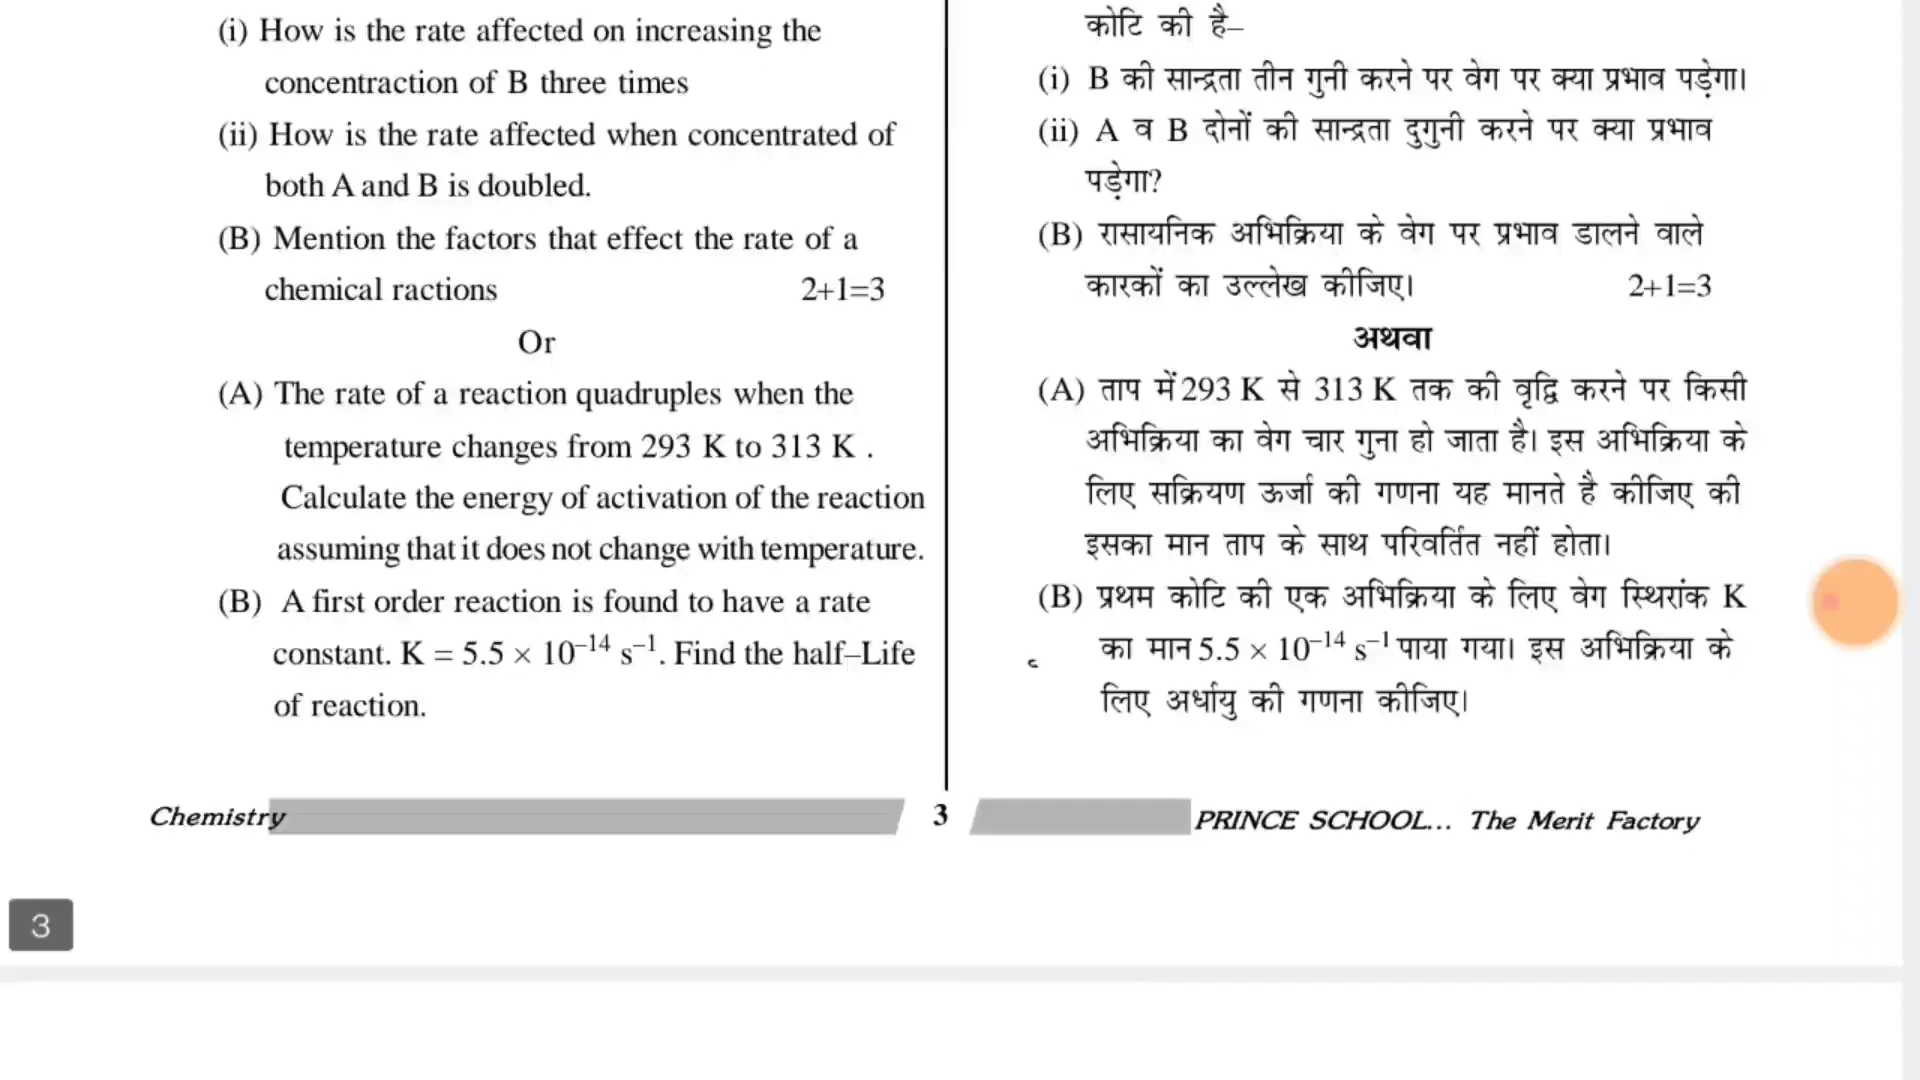 (i) How is the rate affected on increasing the
concentraction of B three times
(ii) How is the rate affected when concentrated of
both A and B is doubled.
(B) Mention the factors that effect the rate of a
chemical ractions 2+1=3
Or
(A) The rate of a reaction quadruples when the
temperature changes from 293 K to 313 K .
Calculate the energy of activation of the reaction
assuming that it does not change with temperature.
(B) A first order reaction is found to have a rate
constant. K = 5.5 × 10⁻¹⁴ s⁻¹. Find the half–Life
of reaction.
कोटि की है–
(i) B की सान्द्रता तीन गुनी करने पर वेग पर क्या प्रभाव पड़ेगा।
(ii) A व B दोनों की सान्द्रता दुगुनी करने पर क्या प्रभाव
पड़ेगा?
(B) रासायनिक अभिक्रिया के वेग पर प्रभाव डालने वाले
कारकों का उल्लेख कीजिए। 2+1=3
अथवा
(A) ताप में 293 K से 313 K तक की वृद्धि करने पर किसी
अभिक्रिया का वेग चार गुना हो जाता है। इस अभिक्रिया के
लिए सक्रियण ऊर्जा की गणना यह मानते है कीजिए की
इसका मान ताप के साथ परिवर्तित नहीं होता।
(B) प्रथम कोटि की एक अभिक्रिया के लिए वेग स्थिरांक K
का मान 5.5 × 10⁻¹⁴ s⁻¹ पाया गया। इस अभिक्रिया के
लिए अर्धायु की गणना कीजिए।
Chemistry 3 PRINCE SCHOOL... The Merit Factory
3